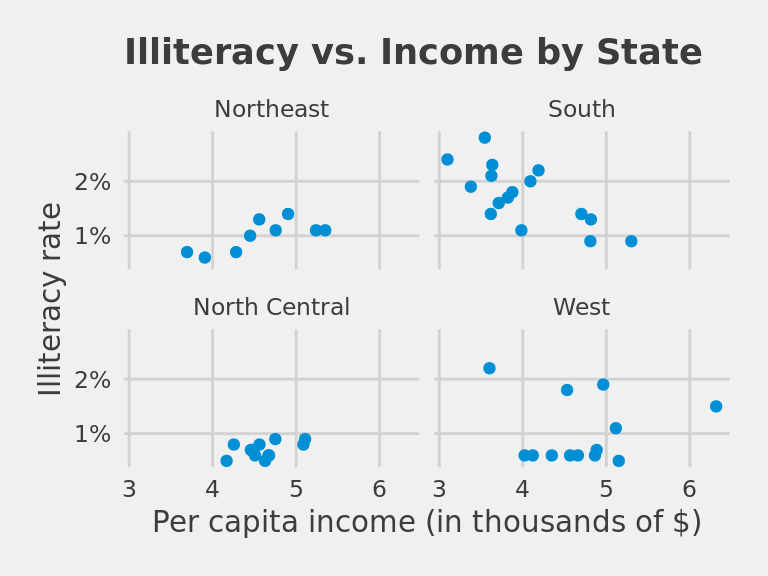 Illiteracy vs. Income by State
Northeast
South
2%
1%
Illiteracy rate
North Central
West
2%
1%
3 4 5 6 3 4 5 6
Per capita income (in thousands of $)